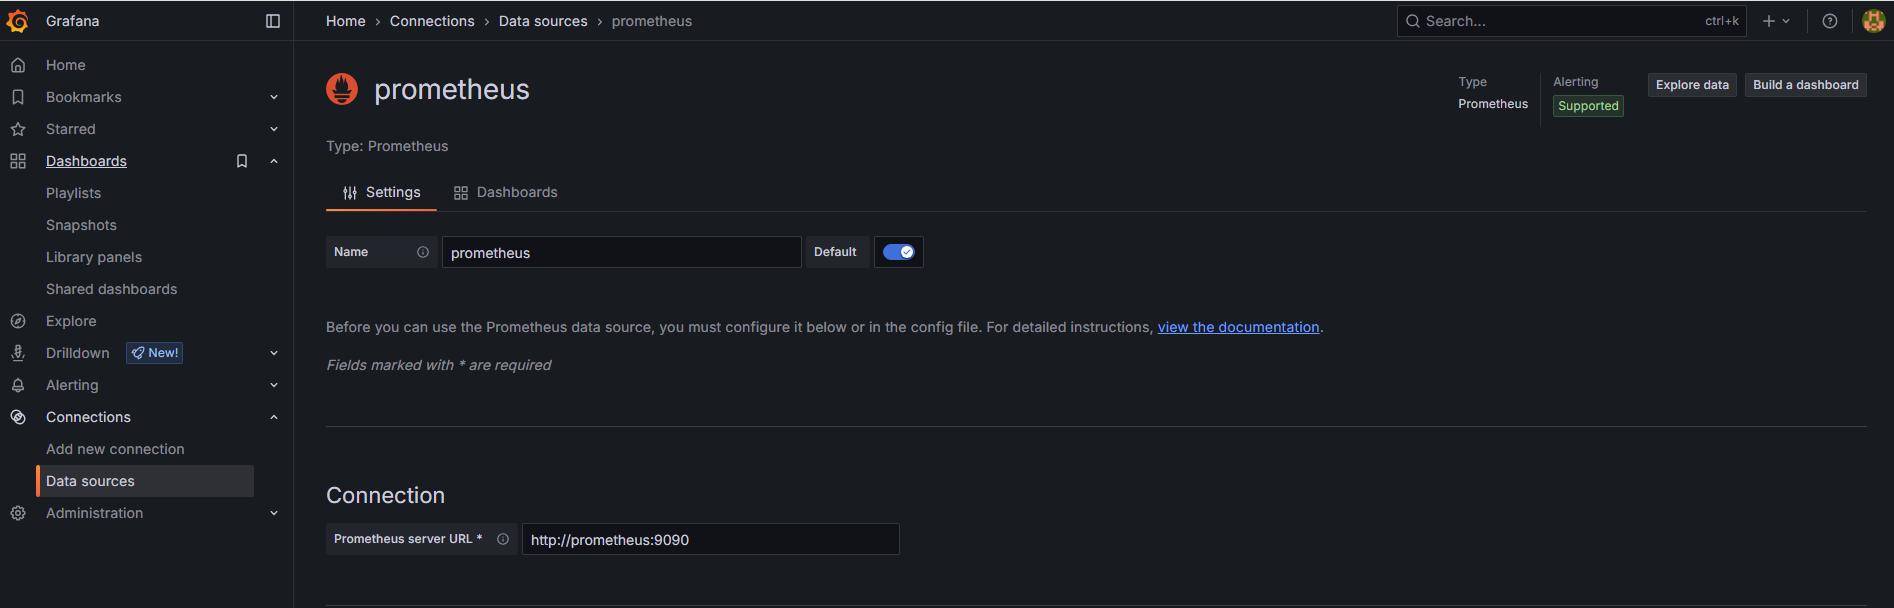 Grafana
Home
Bookmarks
Starred
Dashboards
Playlists
Snapshots
Library panels
Shared dashboards
Explore
Drilldown New!
Alerting
Connections
Add new connection
Data sources
Administration
Home › Connections › Data sources › prometheus
Search... ctrl+k
prometheus
Type
Prometheus
Alerting
Supported
Explore data
Build a dashboard
Type: Prometheus
Settings Dashboards
Name prometheus Default
Before you can use the Prometheus data source, you must configure it below or in the config file. For detailed instructions, view the documentation.
Fields marked with * are required
Connection
Prometheus server URL * http://prometheus:9090